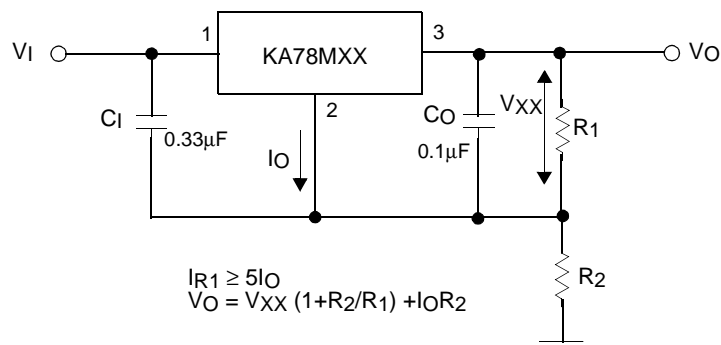 VI
1
KA78MXX
3
VO
2
CI
0.33μF
IO
CO
0.1μF
VXX
R1
R2
IR1 ≥ 5IO
VO = VXX (1+R2/R1) +IOR2